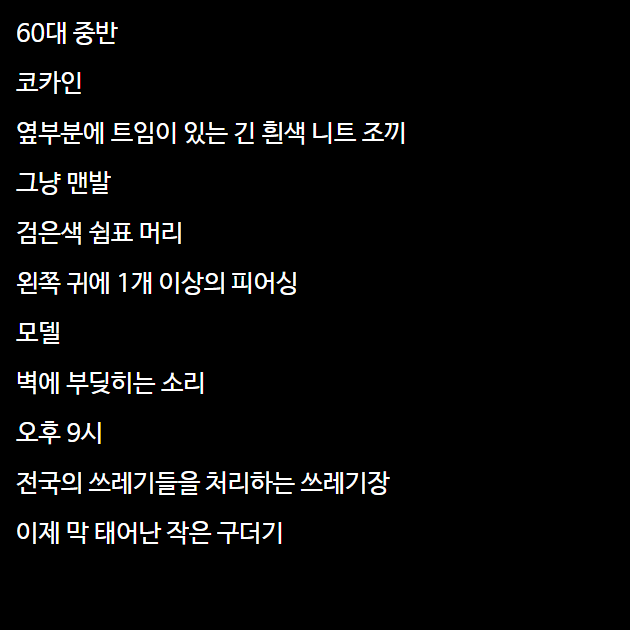 60대 중반
코카인
옆부분에 트임이 있는 긴 흰색 니트 조끼
그냥 맨발
검은색 쉼표 머리
왼쪽 귀에 1개 이상의 피어싱
모델
벽에 부딪히는 소리
오후 9시
전국의 쓰레기들을 처리하는 쓰레기장
이제 막 태어난 작은 구더기